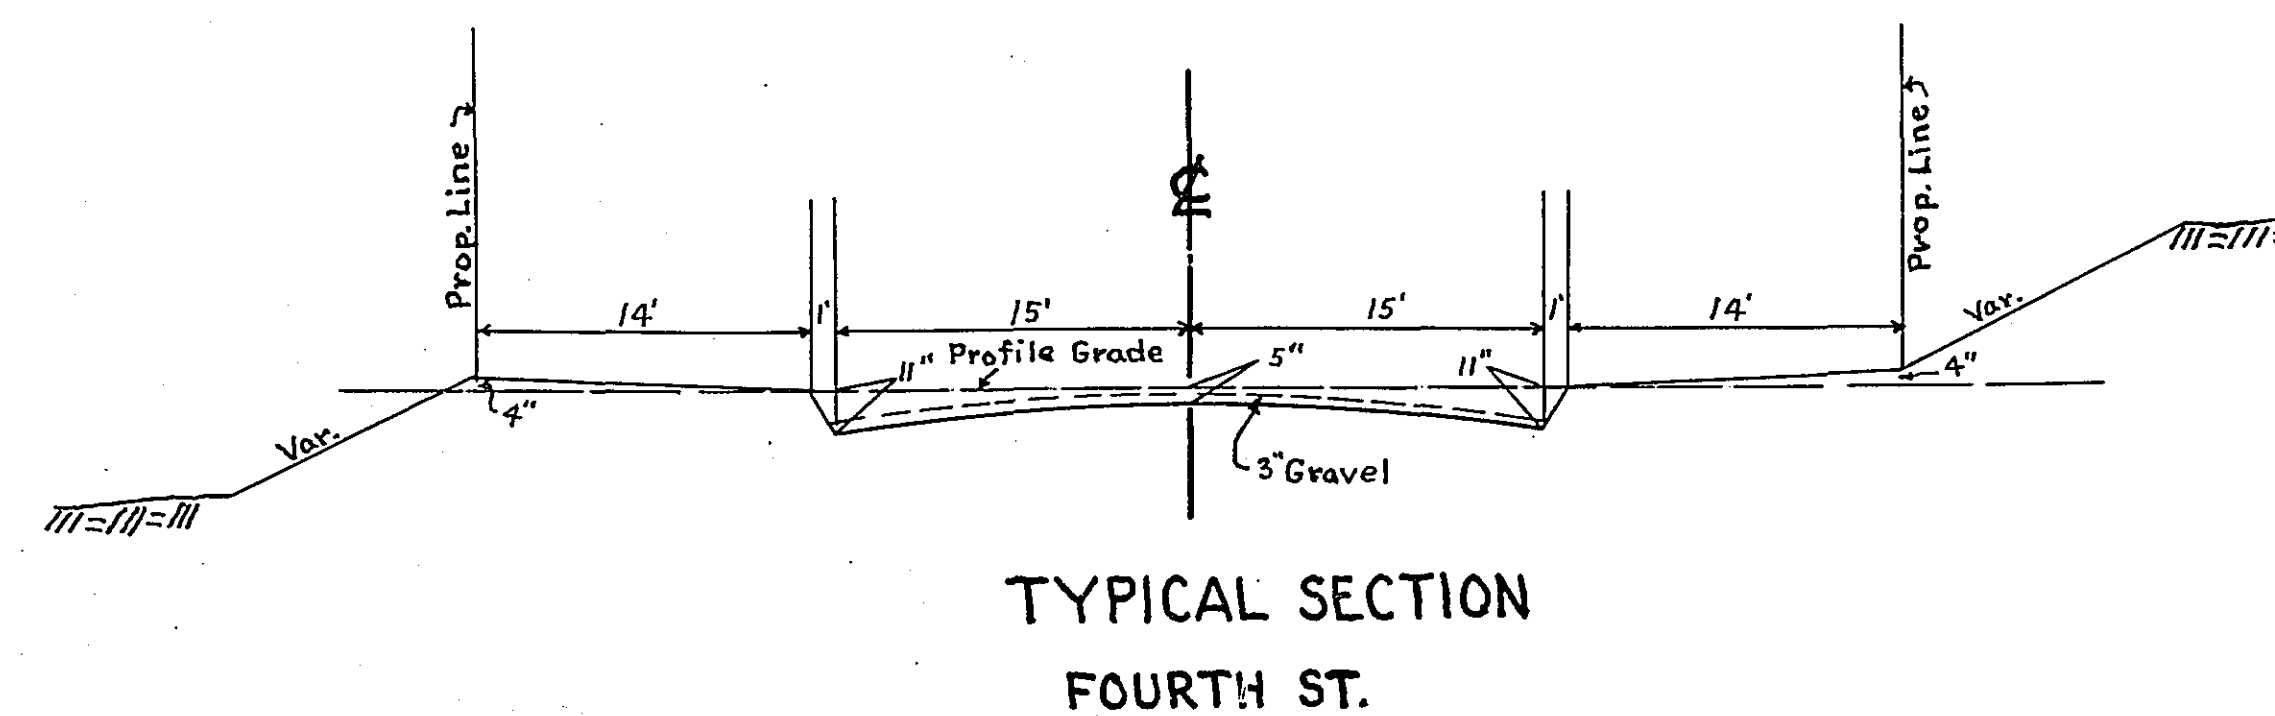 Prop. Line
Prop. Line
℄
14'
1'
15'
15'
1'
14'
Var.
11"
Profile Grade
5"
11"
4"
4"
Var.
3" Gravel
TYPICAL SECTION
FOURTH ST.